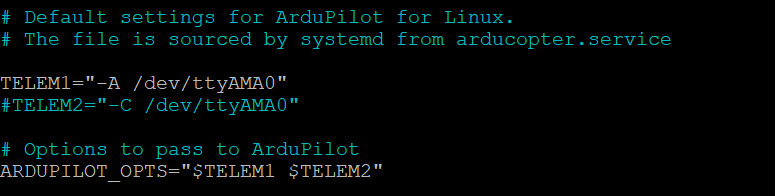 # Default settings for ArduPilot for Linux.
# The file is sourced by systemd from arducopter.service
TELEM1="-A /dev/ttyAMA0"
#TELEM2="-C /dev/ttyAMA0"
# Options to pass to ArduPilot
ARDUPILOT_OPTS="$TELEM1 $TELEM2"